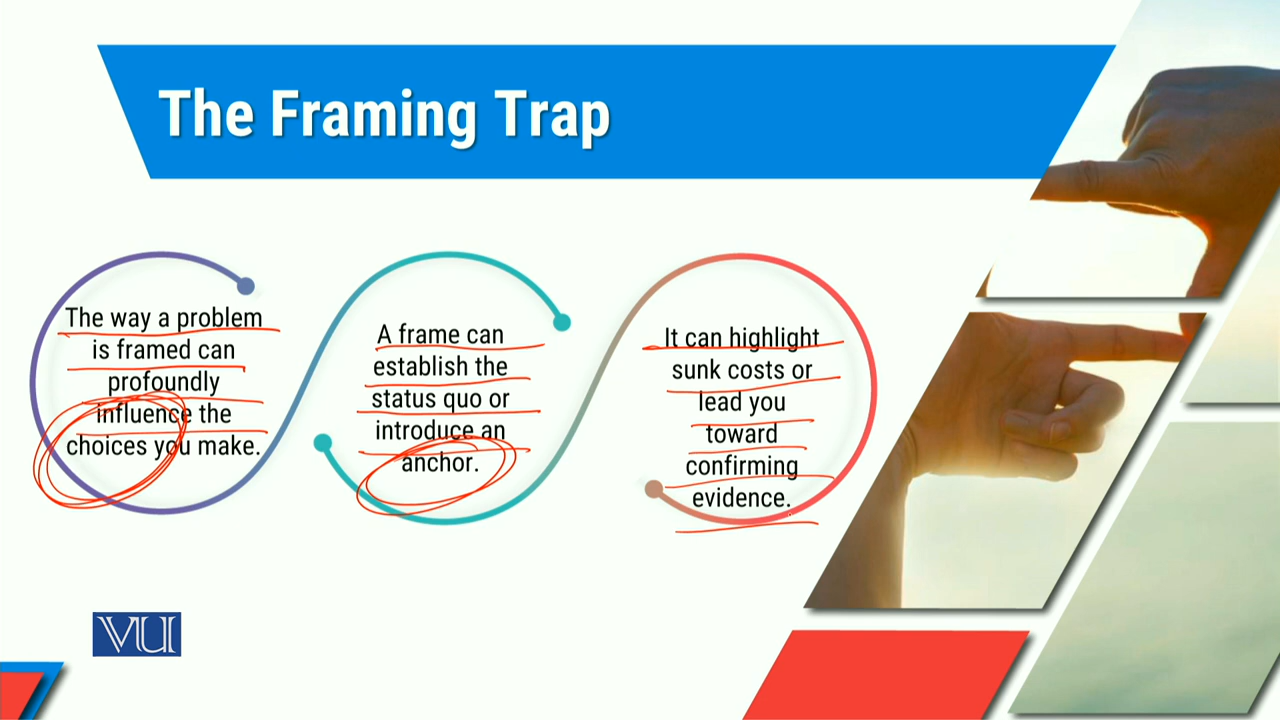 The Framing Trap
The way a problem
is framed can
profoundly
influence the
choices you make.
A frame can
establish the
status quo or
introduce an
anchor.
It can highlight
sunk costs or
lead you
toward
confirming
evidence.
VU